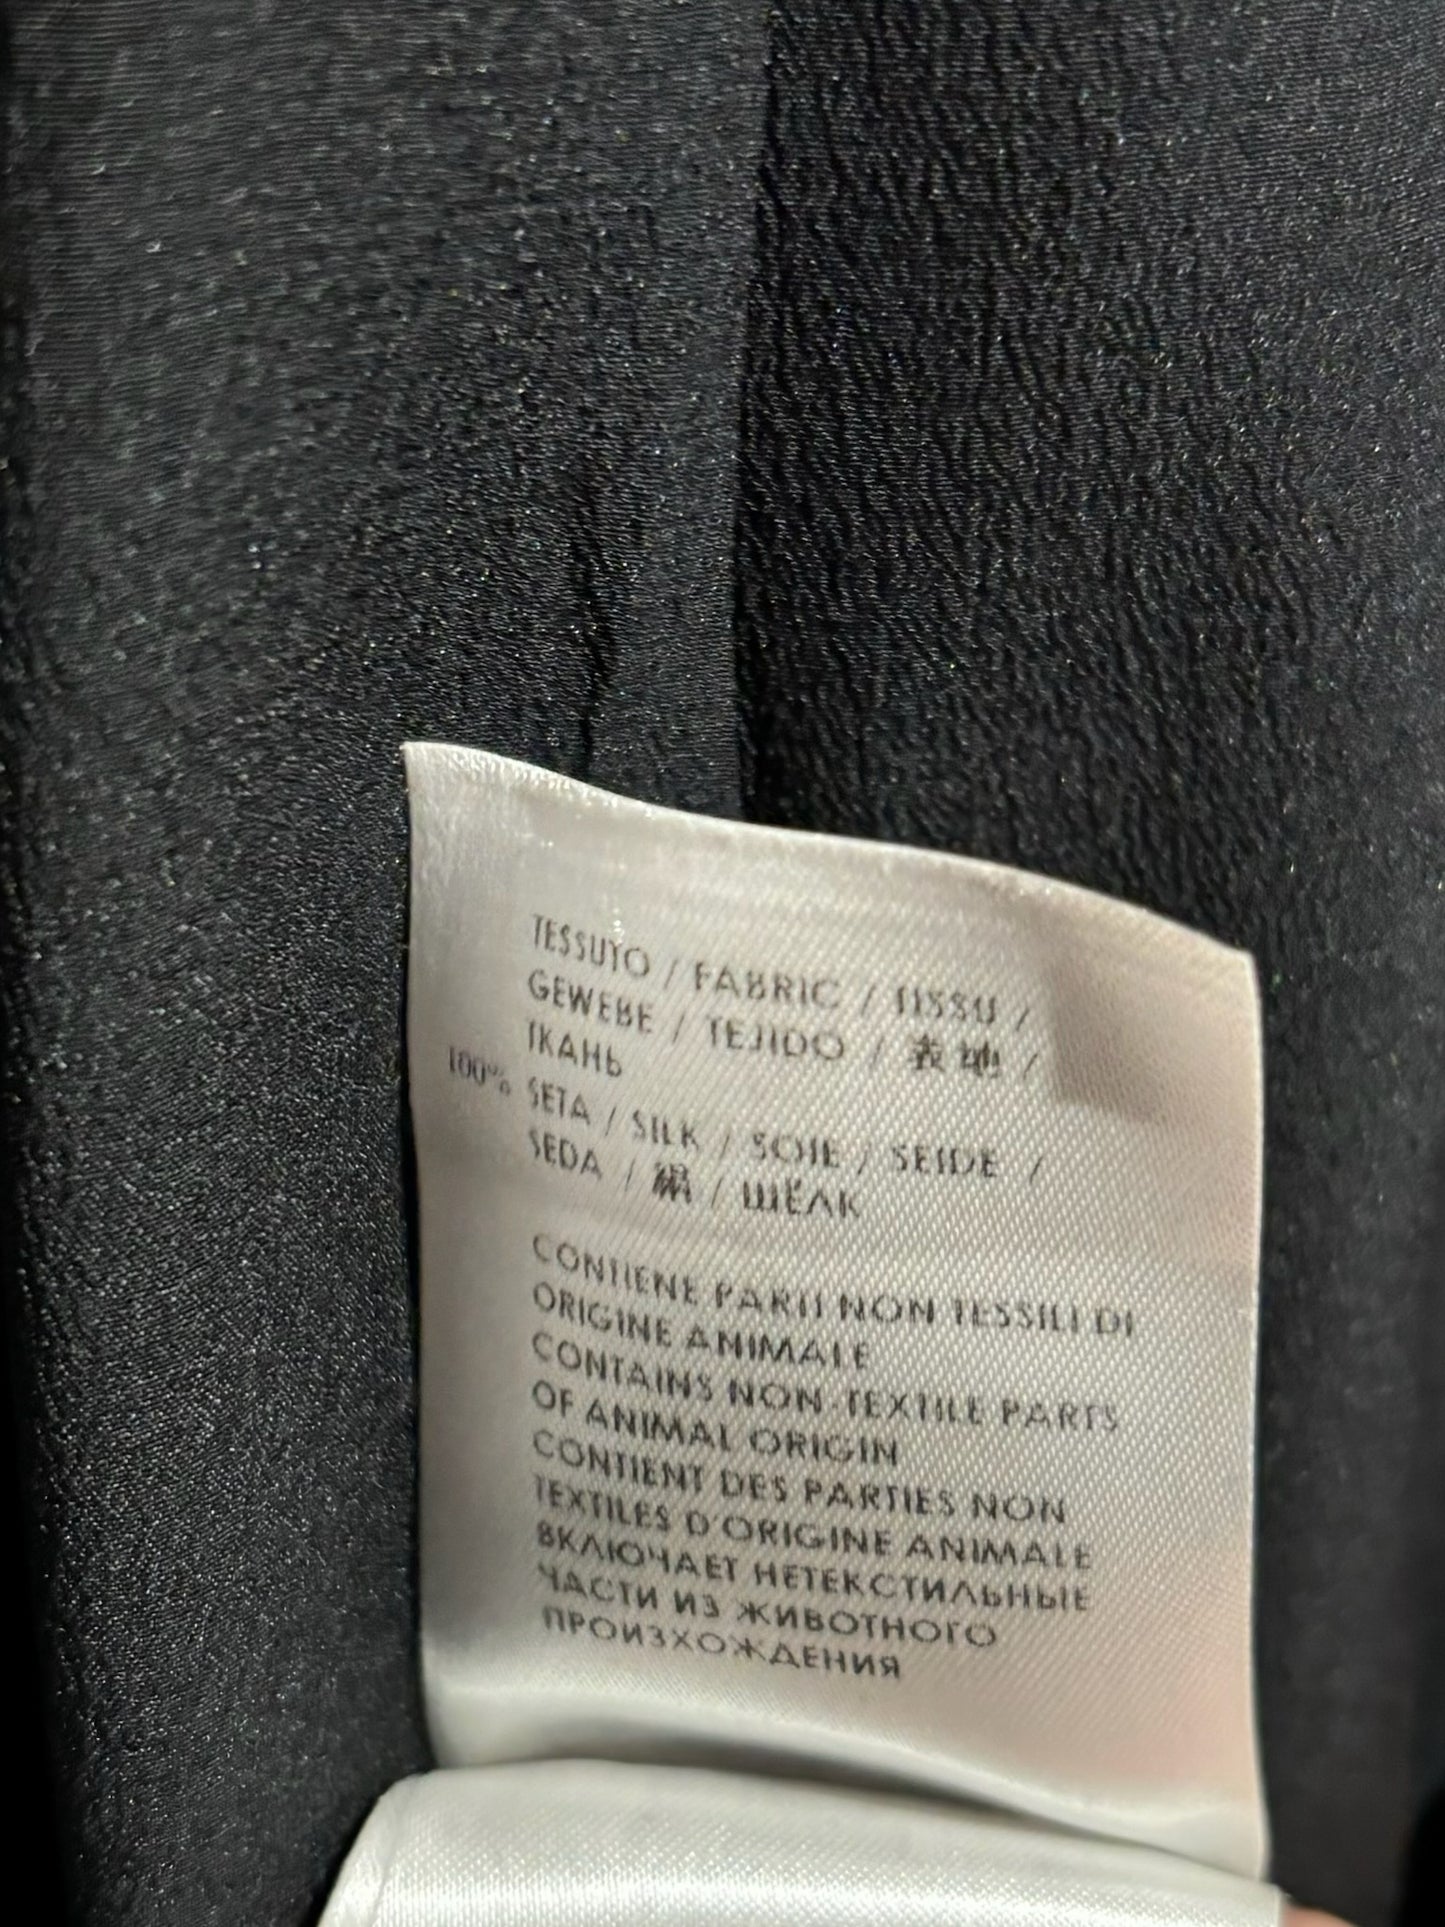 TESSUTO / FABRIC / TISSU /
GEWEBE / TEJIDO / 表地 /
ТКАНЬ
100% SETA / SILK / SOIE / SEIDE /
SEDA / 絹 / ШЁЛК
CONTIENE PARTI NON TESSILI DI
ORIGINE ANIMALE
CONTAINS NON-TEXTILE PARTS
OF ANIMAL ORIGIN
CONTIENT DES PARTIES NON
TEXTILES D'ORIGINE ANIMALE
ВКЛЮЧАЕТ НЕТЕКСТИЛЬНЫЕ
ЧАСТИ ИЗ ЖИВОТНОГО
ПРОИЗХОЖДЕНИЯ